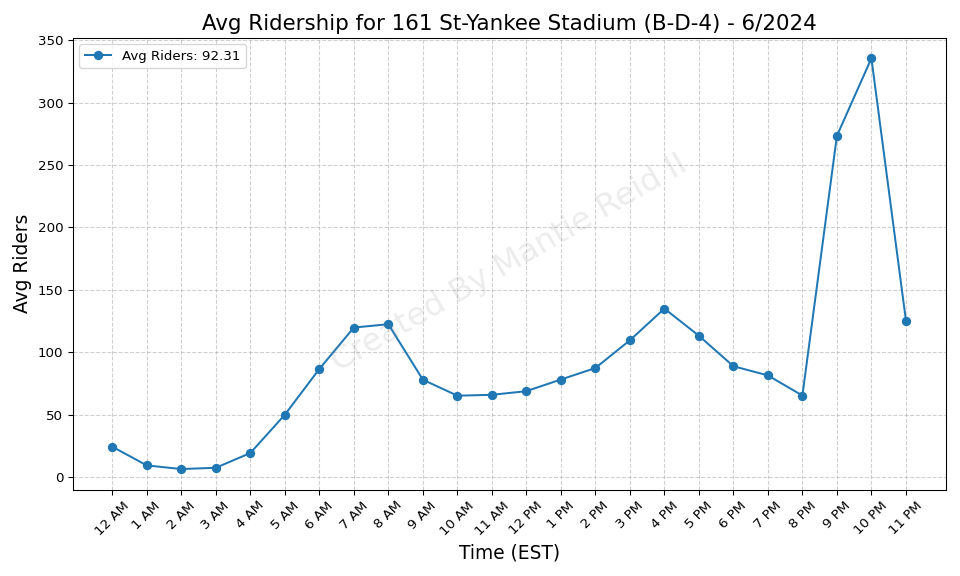 Avg Ridership for 161 St-Yankee Stadium (B-D-4) - 6/2024
Avg Riders: 92.31
350
300
250
200
150
100
50
0
Avg Riders
Created By Mantle Reid II
12 AM
1 AM
2 AM
3 AM
4 AM
5 AM
6 AM
7 AM
8 AM
9 AM
10 AM
11 AM
12 PM
1 PM
2 PM
3 PM
4 PM
5 PM
6 PM
7 PM
8 PM
9 PM
10 PM
11 PM
Time (EST)